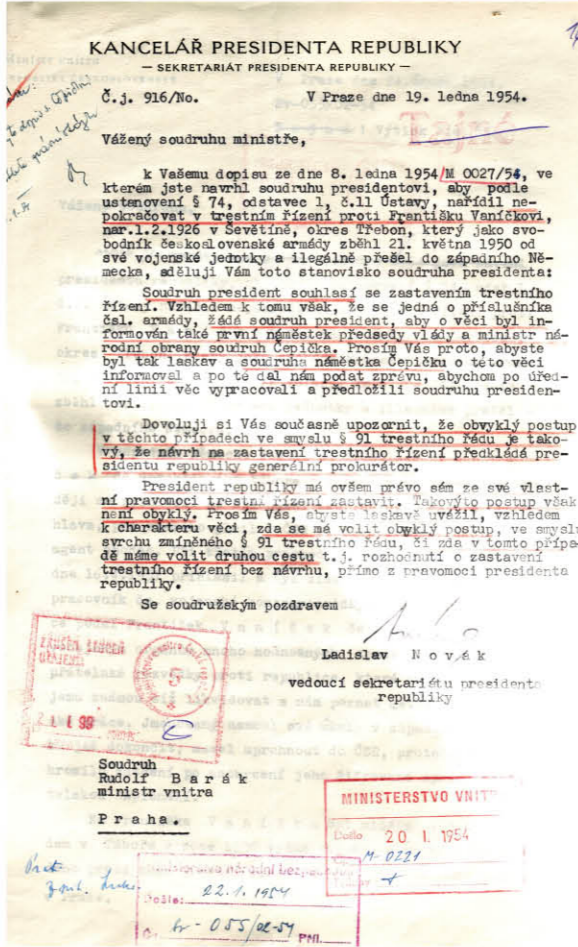 KANCELÁŘ PRESIDENTA REPUBLIKY
— SEKRETARIÁT PRESIDENTA REPUBLIKY —
Č.j. 916/No. V Praze dne 19. ledna 1954.
Tajné
Vážený soudruhu ministře,
k Vašemu dopisu ze dne 8. ledna 1954/M 0027/54, ve
kterém jste navrhl soudruhu presidentovi, aby podle
ustanovení § 74, odstavec 1, č.11 Ústavy, nařídil ne-
pokračovat v trestním řízení proti Františku Vaníčkovi,
nar.1.2.1926 v Ševětíně, okres Třeboň, který jako svo-
bodník československé armády zběhl 21. května 1950 od
své vojenské jednotky a ilegálně přešel do západního Ně-
mecka, sděluji Vám toto stanovisko soudruha presidenta:
Soudruh president souhlasí se zastavením trestního
řízení. Vzhledem k tomu však, že se jedná o příslušníka
čsl. armády, žádá soudruh president, aby o věci byl in-
formován také první náměstek předsedy vlády a ministr ná-
rodní obrany soudruh Čepička. Prosím Vás proto, abyste
byl tak laskav a soudruha náměstka Čepičku o této věci
informoval a po té dal nám podat zprávu, abychom po úřed-
ní linii věc vypracovali a předložili soudruhu presiden-
tovi.
Dovoluji si Vás současně upozornit, že obvyklý postup
v těchto případech ve smyslu § 91 trestního řádu je tako-
vý, že návrh na zastavení trestního řízení předkládá pre-
sidentu republiky generální prokurátor.
President republiky má ovšem právo sám ze své vlast-
ní pravomoci trestní řízení zastavit. Takovýto postup však
není obvyklý. Prosím Vás, abyste laskavě uvážil, vzhledem
k charakteru věci, zda se má volit obvyklý postup, ve smyslu
svrchu zmíněného § 91 trestního řádu, či zda v tomto přípa-
dě máme volit druhou cestu t.j. rozhodnutí o zastavení
trestního řízení bez návrhu, přímo z pravomoci presidenta
republiky.
Se soudružským pozdravem
Ladislav Novák
vedoucí sekretariátu presidenta
republiky
5
Soudruh
Rudolf Barák
ministr vnitra
Praha.
MINISTERSTVO VNIT
Došlo 20 I. 1954
M-0221
Ministerstvo národní bezpeč
Došle: 22.1. 1954
055/02-54
Příl.